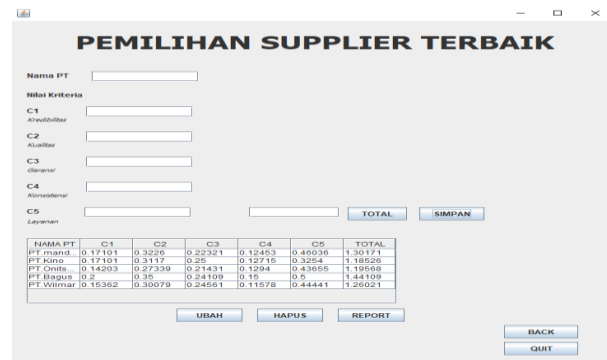 PEMILIHAN SUPPLIER TERBAIK
Nama PT
Nilai Kriteria
C1
Kredibilitas
C2
Kualitas
C3
Garansi
C4
Konsistensi
C5 TOTAL SIMPAN
Layanan
NAMA PT C1 C2 C3 C4 C5 TOTAL
PT.mand... 0.17101 0.3226 0.22321 0.12453 0.46036 1.30171
PT.Kino 0.17101 0.3117 0.25 0.12715 0.3254 1.18526
PT.Onits... 0.14203 0.27339 0.21431 0.1294 0.43655 1.19568
PT.Bagus 0.2 0.35 0.24109 0.15 0.5 1.44109
PT.Wilmar 0.15362 0.30079 0.24561 0.11578 0.44441 1.26021
UBAH HAPUS REPORT
BACK
QUIT